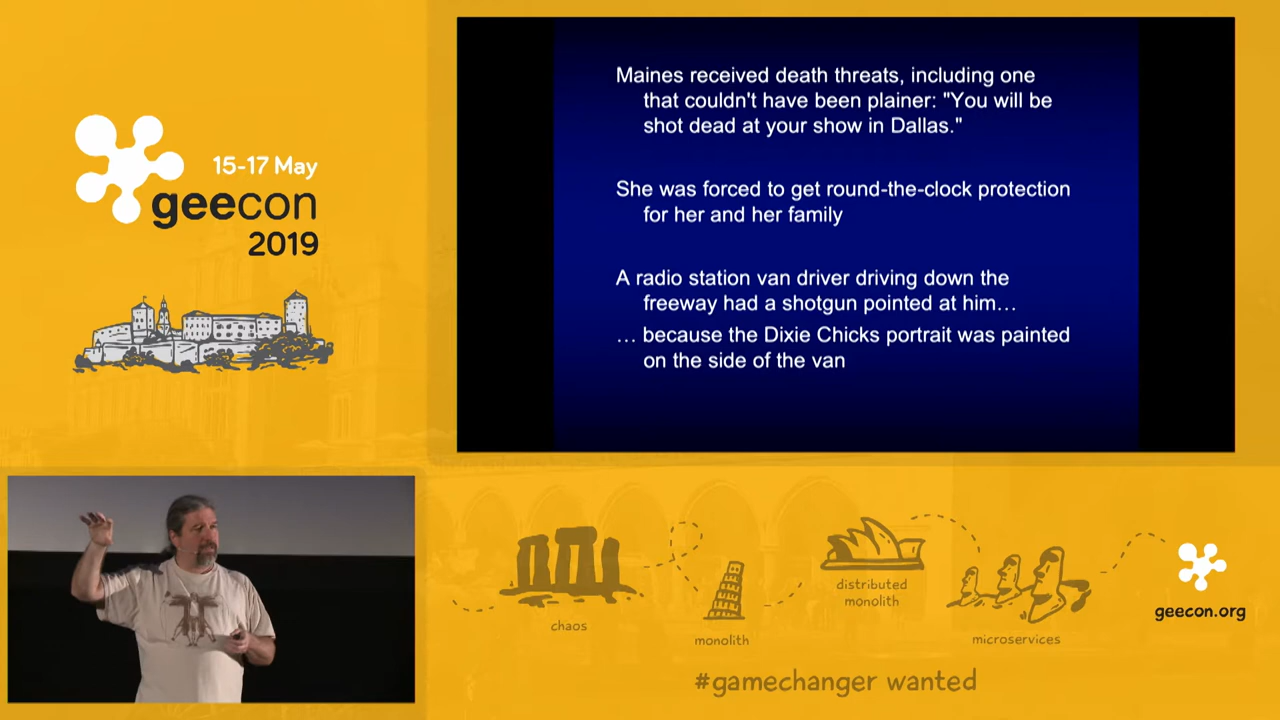 15-17 May
geecon
2019
Maines received death threats, including one
that couldn't have been plainer: "You will be
shot dead at your show in Dallas."
She was forced to get round-the-clock protection
for her and her family
A radio station van driver driving down the
freeway had a shotgun pointed at him…
… because the Dixie Chicks portrait was painted
on the side of the van
chaos
monolith
distributed
monolith
microservices
geecon.org
#gamechanger wanted